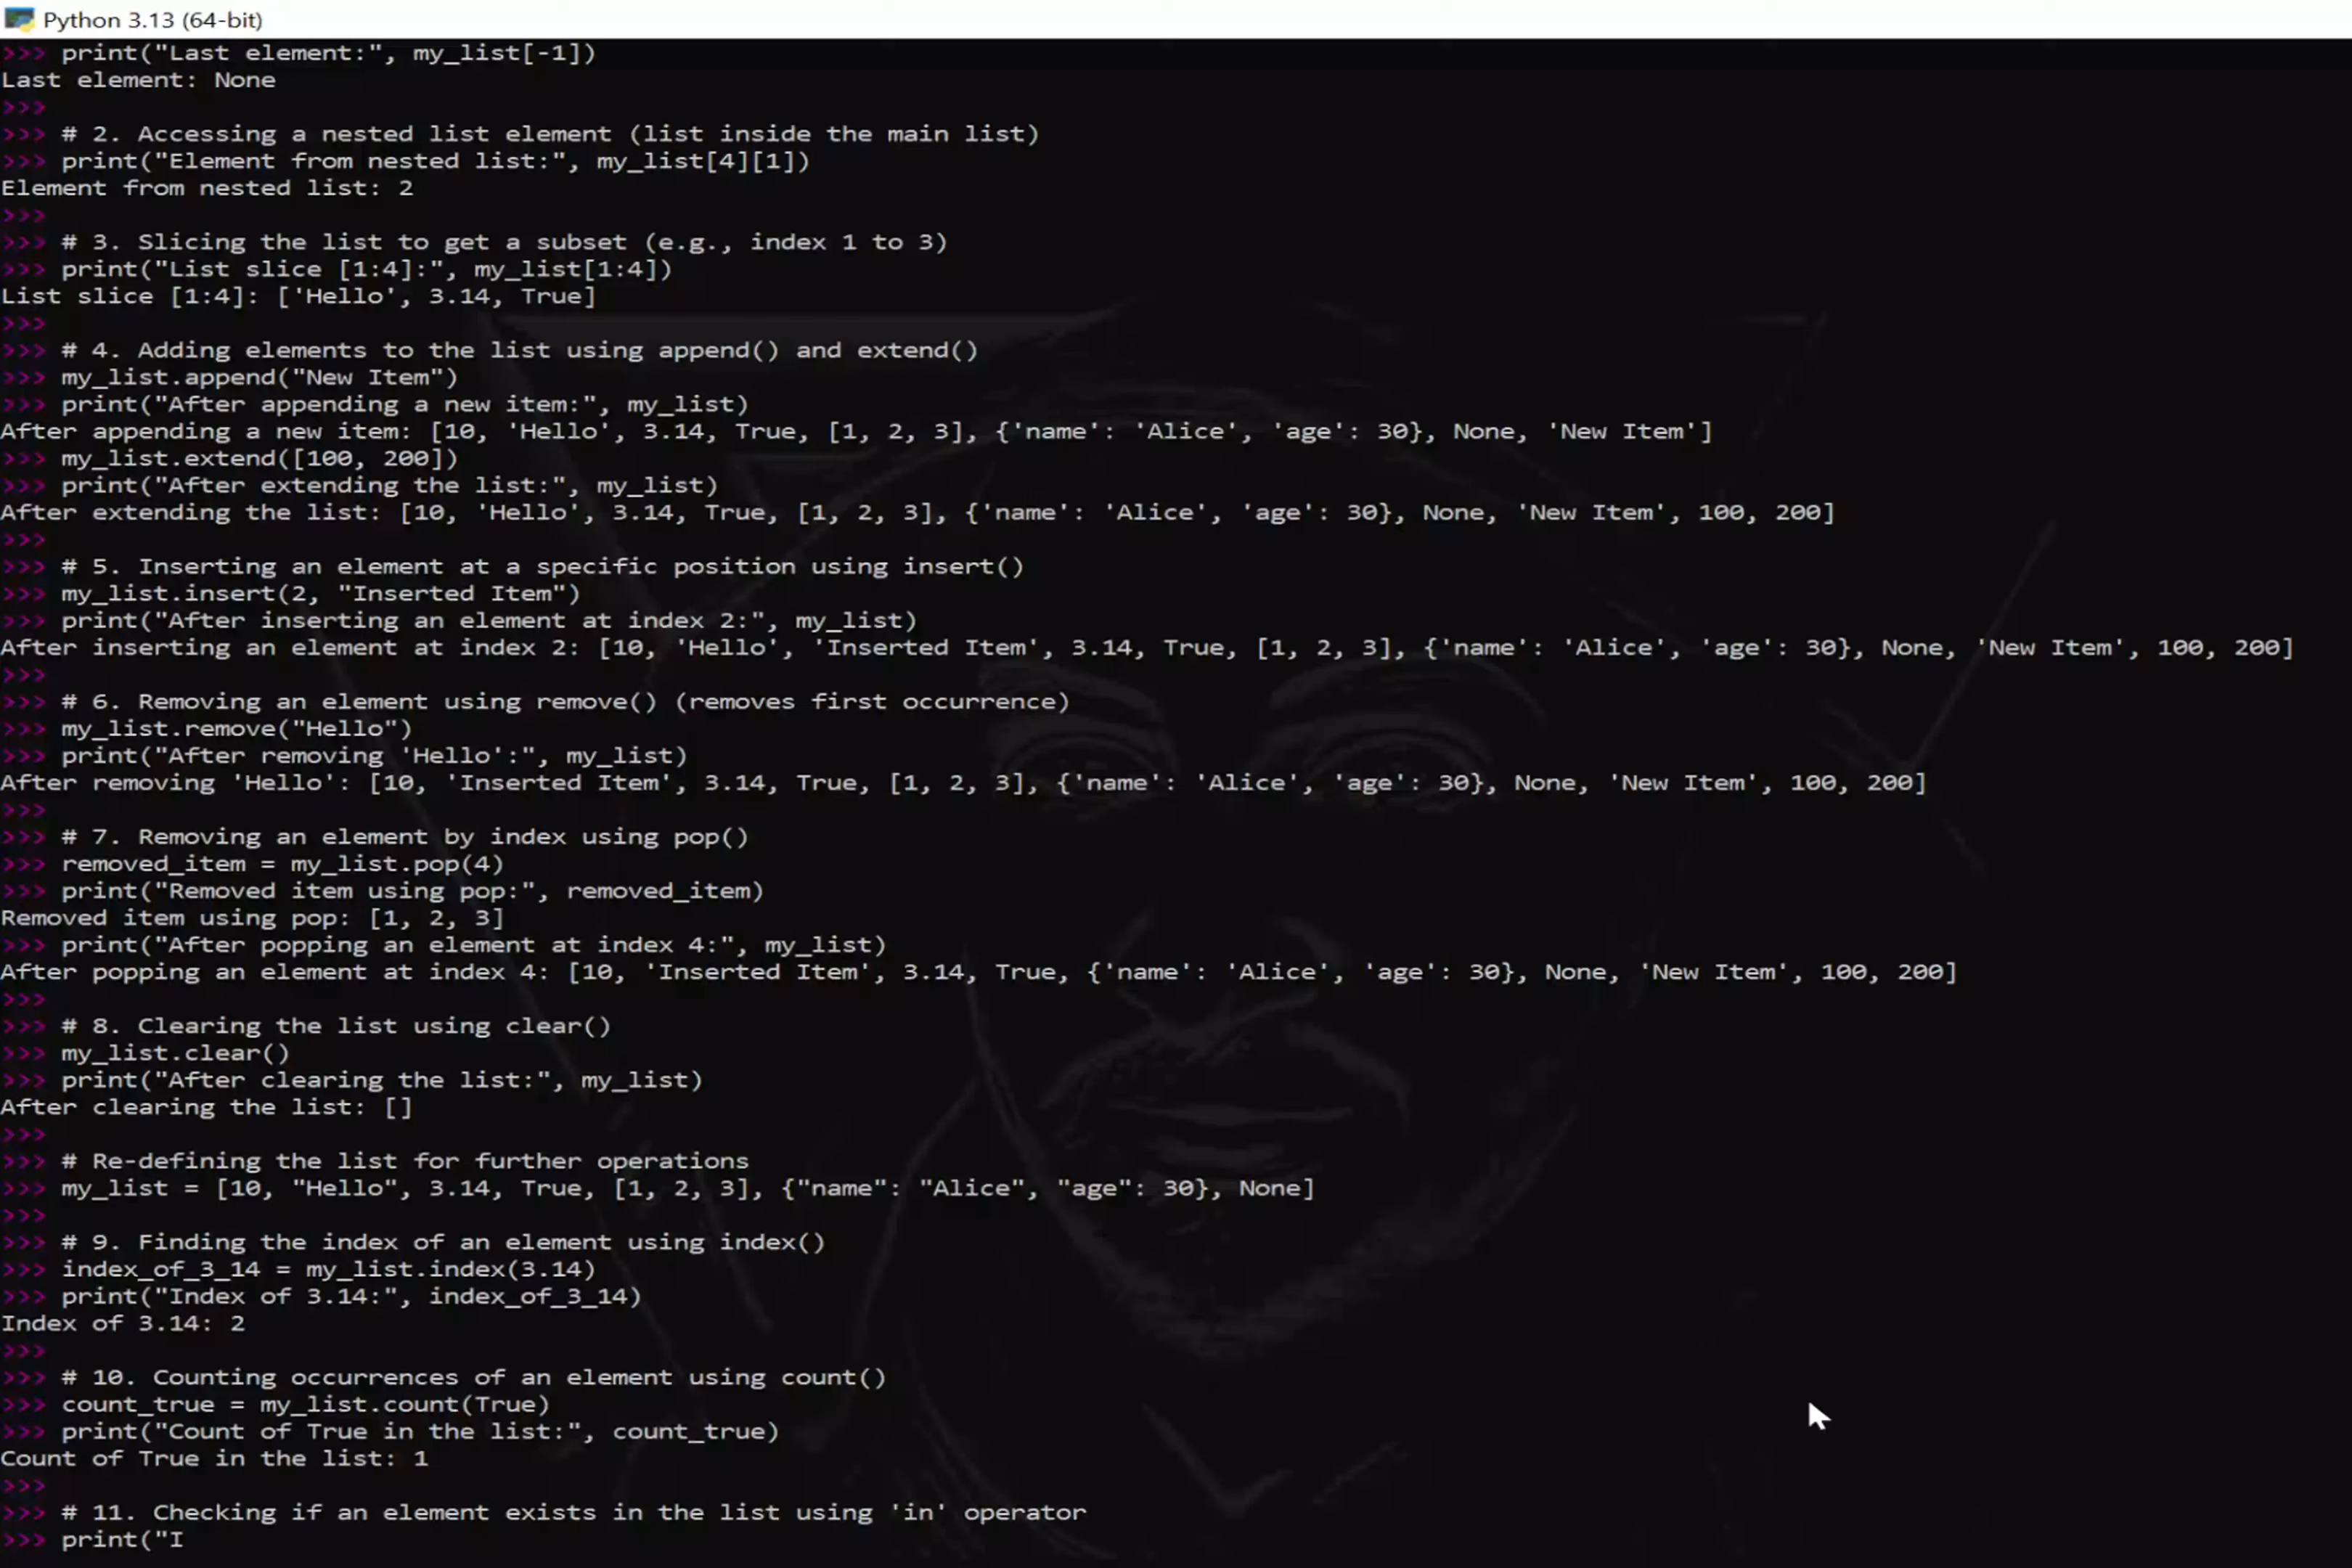 Python 3.13 (64-bit)
>>> print("Last element:", my_list[-1])
Last element: None
>>>
>>> # 2. Accessing a nested list element (list inside the main list)
>>> print("Element from nested list:", my_list[4][1])
Element from nested list: 2
>>>
>>> # 3. Slicing the list to get a subset (e.g., index 1 to 3)
>>> print("List slice [1:4]:", my_list[1:4])
List slice [1:4]: ['Hello', 3.14, True]
>>>
>>> # 4. Adding elements to the list using append() and extend()
>>> my_list.append("New Item")
>>> print("After appending a new item:", my_list)
After appending a new item: [10, 'Hello', 3.14, True, [1, 2, 3], {'name': 'Alice', 'age': 30}, None, 'New Item']
>>> my_list.extend([100, 200])
>>> print("After extending the list:", my_list)
After extending the list: [10, 'Hello', 3.14, True, [1, 2, 3], {'name': 'Alice', 'age': 30}, None, 'New Item', 100, 200]
>>>
>>> # 5. Inserting an element at a specific position using insert()
>>> my_list.insert(2, "Inserted Item")
>>> print("After inserting an element at index 2:", my_list)
After inserting an element at index 2: [10, 'Hello', 'Inserted Item', 3.14, True, [1, 2, 3], {'name': 'Alice', 'age': 30}, None, 'New Item', 100, 200]
>>>
>>> # 6. Removing an element using remove() (removes first occurrence)
>>> my_list.remove("Hello")
>>> print("After removing 'Hello':", my_list)
After removing 'Hello': [10, 'Inserted Item', 3.14, True, [1, 2, 3], {'name': 'Alice', 'age': 30}, None, 'New Item', 100, 200]
>>>
>>> # 7. Removing an element by index using pop()
>>> removed_item = my_list.pop(4)
>>> print("Removed item using pop:", removed_item)
Removed item using pop: [1, 2, 3]
>>> print("After popping an element at index 4:", my_list)
After popping an element at index 4: [10, 'Inserted Item', 3.14, True, {'name': 'Alice', 'age': 30}, None, 'New Item', 100, 200]
>>>
>>> # 8. Clearing the list using clear()
>>> my_list.clear()
>>> print("After clearing the list:", my_list)
After clearing the list: []
>>>
>>> # Re-defining the list for further operations
>>> my_list = [10, "Hello", 3.14, True, [1, 2, 3], {"name": "Alice", "age": 30}, None]
>>>
>>> # 9. Finding the index of an element using index()
>>> index_of_3_14 = my_list.index(3.14)
>>> print("Index of 3.14:", index_of_3_14)
Index of 3.14: 2
>>>
>>> # 10. Counting occurrences of an element using count()
>>> count_true = my_list.count(True)
>>> print("Count of True in the list:", count_true)
Count of True in the list: 1
>>>
>>> # 11. Checking if an element exists in the list using 'in' operator
>>> print("I